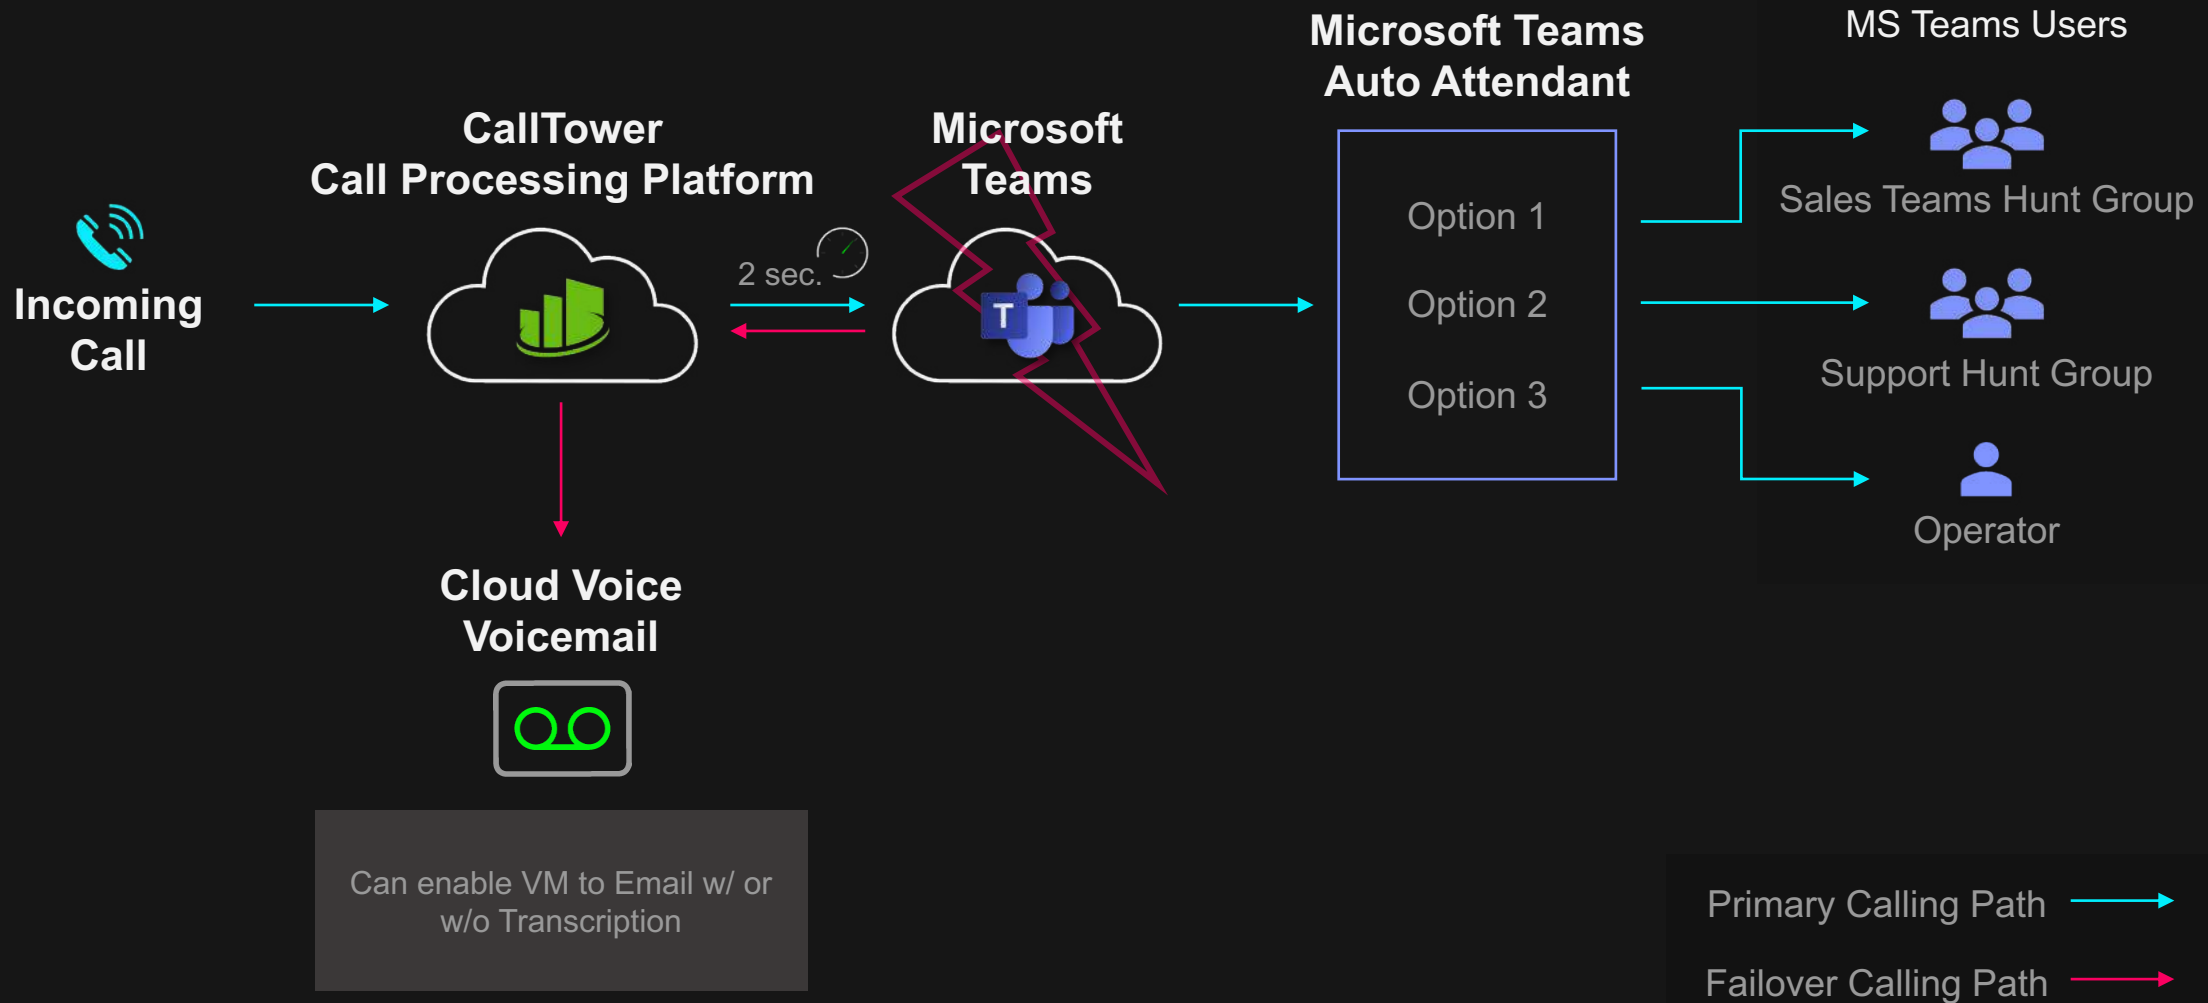 Incoming
Call
CallTower
Call Processing Platform
2 sec.
Microsoft
Teams
T
Microsoft Teams
Auto Attendant
Option 1
Option 2
Option 3
MS Teams Users
Sales Teams Hunt Group
Support Hunt Group
Operator
Cloud Voice
Voicemail
Can enable VM to Email w/ or
w/o Transcription
Primary Calling Path
Failover Calling Path